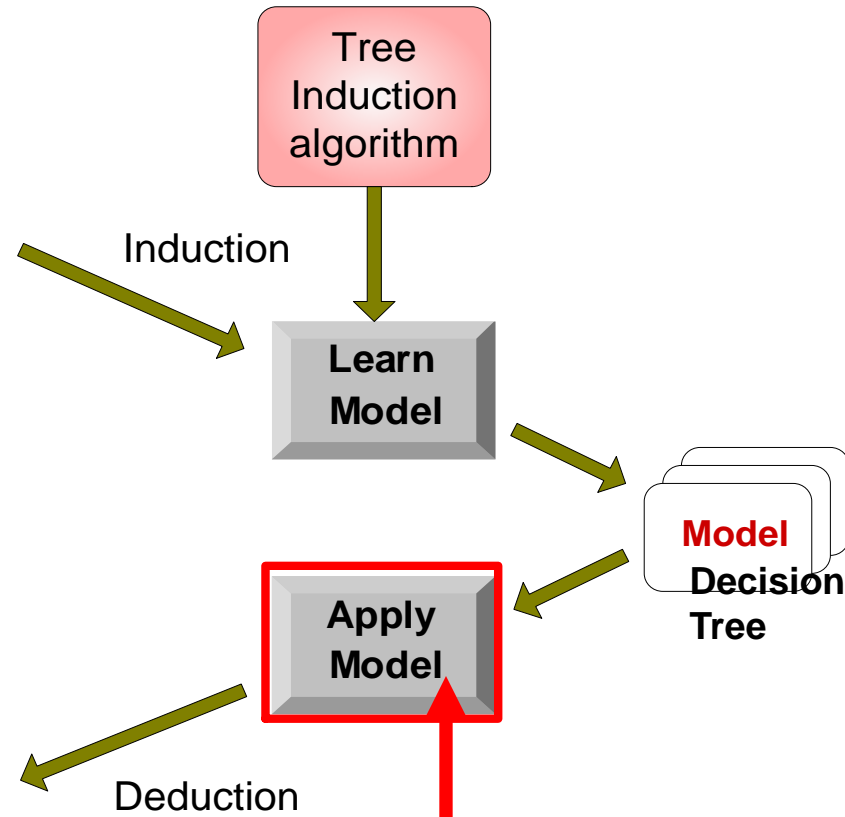 Tree
Induction
algorithm
Induction
Learn
Model
Model
Decision
Tree
Apply
Model
Deduction